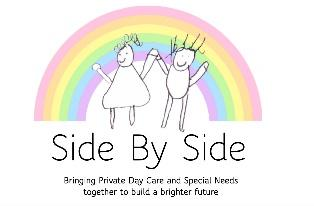 Side By Side
Bringing Private Day Care and Special Needs
together to build a brighter future